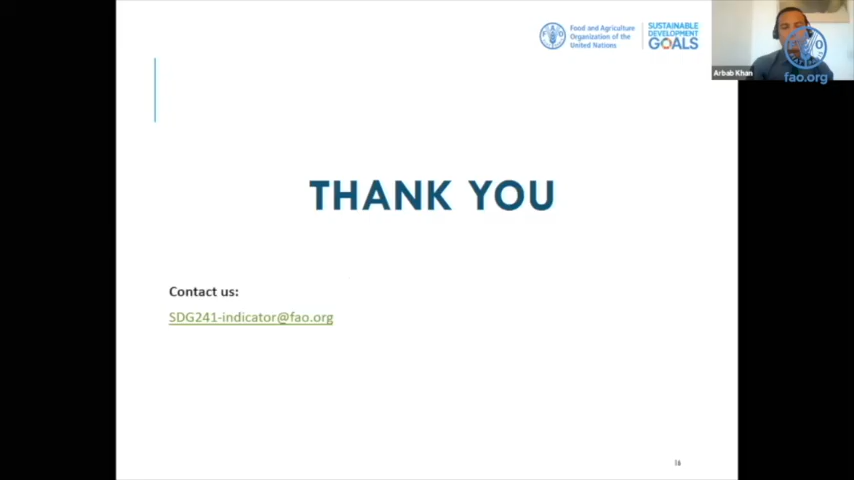 Food and Agriculture
Organization of the
United Nations
SUSTAINABLE
DEVELOPMENT
GOALS
Arbab Khan
fao.org
THANK YOU
Contact us:
SDG241-indicator@fao.org
16